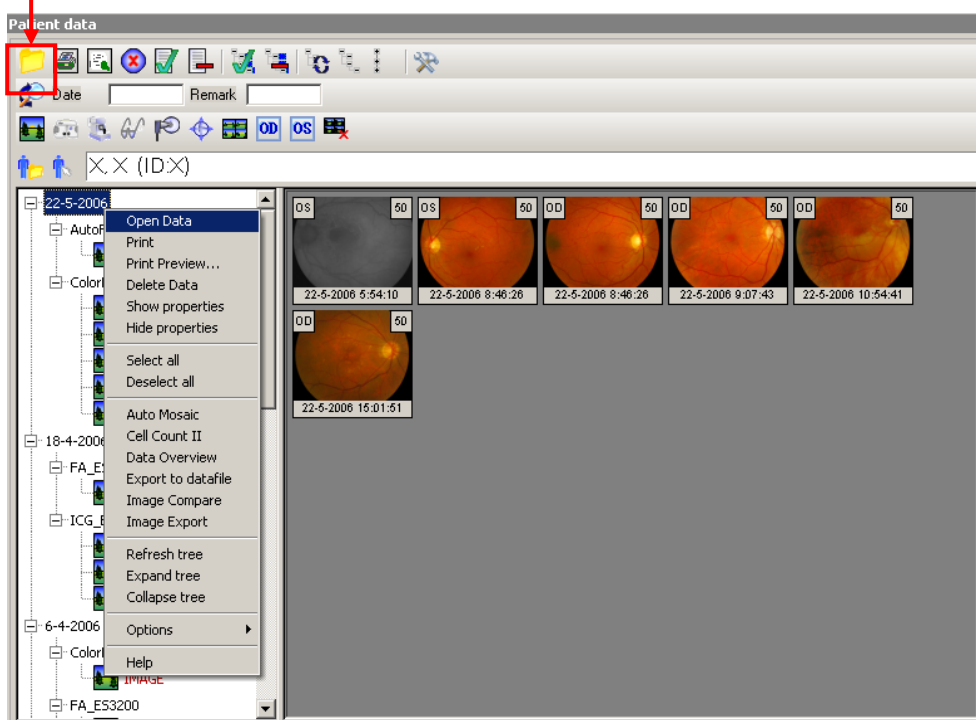 Patient data
Date Remark
OD OS
X, X (ID:X)
22-5-2006
Open Data
Print
Print Preview...
Delete Data
Show properties
Hide properties
Select all
Deselect all
Auto Mosaic
Cell Count II
Data Overview
Export to datafile
Image Compare
Image Export
Refresh tree
Expand tree
Collapse tree
Options
Help
AutoF
Color
18-4-2006
FA_ES
ICG_E
6-4-2006
Color
IMAGE
FA_ES3200
OS 50
22-5-2006 5:54:10
OS 50
22-5-2006 8:46:26
OD 50
22-5-2006 8:46:26
OD 50
22-5-2006 9:07:43
OD 50
22-5-2006 10:54:41
OD 50
22-5-2006 15:01:51